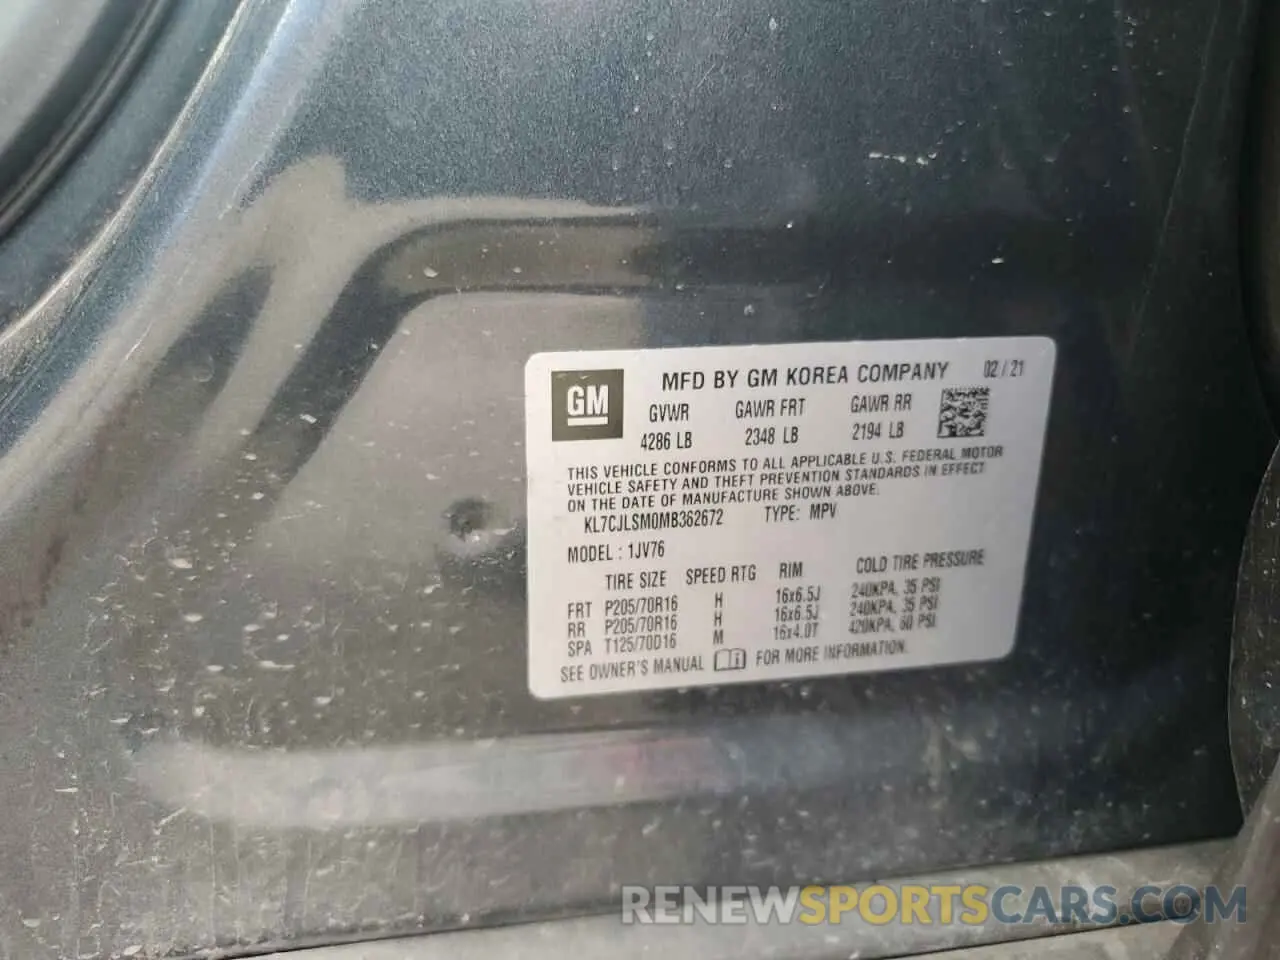 GM
MFD BY GM KOREA COMPANY 02/21
GVWR GAWR FRT GAWR RR
4286 LB 2348 LB 2194 LB
THIS VEHICLE CONFORMS TO ALL APPLICABLE U.S. FEDERAL MOTOR
VEHICLE SAFETY AND THEFT PREVENTION STANDARDS IN EFFECT
ON THE DATE OF MANUFACTURE SHOWN ABOVE.
KL7CJLSM0MB362672 TYPE: MPV
MODEL: 1JV76
TIRE SIZE SPEED RTG RIM COLD TIRE PRESSURE
FRT P205/70R16 H 16x6.5J 240KPA, 35 PSI
RR P205/70R16 H 16x6.5J 240KPA, 35 PSI
SPA T125/70D16 M 16x4.0T 420KPA, 60 PSI
SEE OWNER'S MANUAL FOR MORE INFORMATION.
RENEWSPORTSCARS.COM